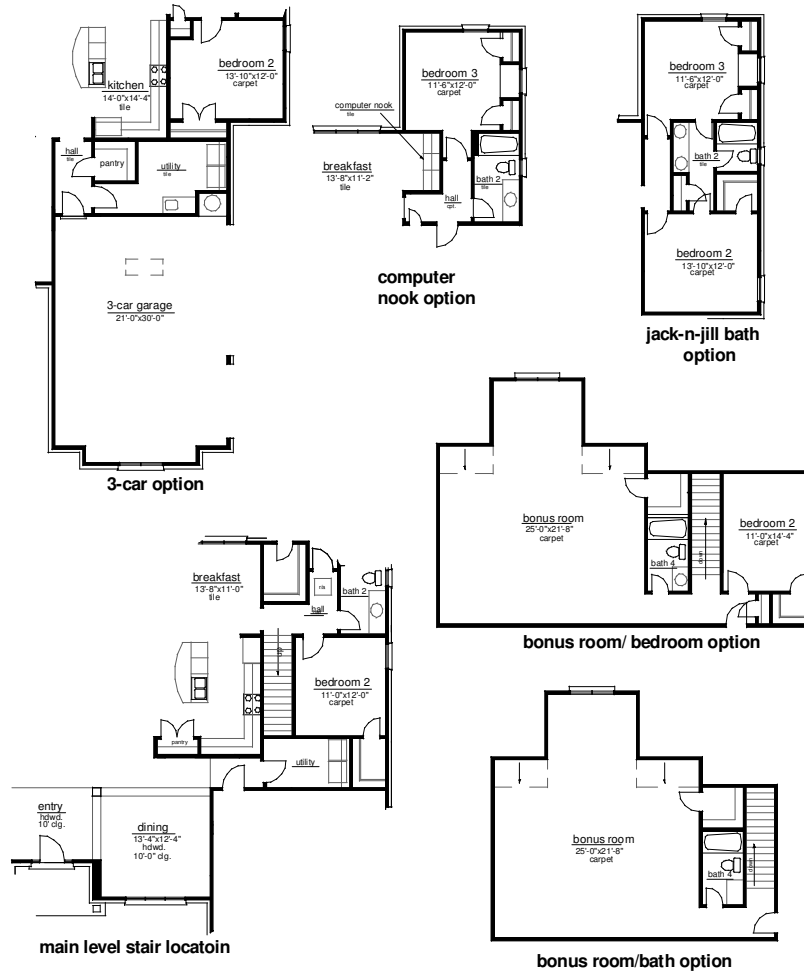 bedroom 2
13'-10"x12'-0"
carpet
kitchen
14'-0"x14'-4"
tile
hall
tile
pantry
utility
tile
3-car garage
21'-0"x30'-0"
3-car option
bedroom 3
11'-6"x12'-0"
carpet
computer nook
tile
breakfast
13'-8"x11'-2"
tile
bath 2
tile
hall
cpt.
computer
nook option
bedroom 3
11'-6"x12'-0"
carpet
bath 2
tile
bedroom 2
13'-10"x12'-0"
carpet
jack-n-jill bath
option
bonus room
25'-0"x21'-8"
carpet
bath 4
down
bedroom 2
11'-0"x14'-4"
carpet
bonus room/ bedroom option
breakfast
13'-8"x11'-0"
tile
bath 2
hall
up
bedroom 2
11'-0"x12'-0"
carpet
pantry
utility
entry
hdwd.
10' clg.
dining
13'-4"x12'-4"
hdwd.
10'-0" clg.
main level stair locatoin
bonus room
25'-0"x21'-8"
carpet
bath 4
down
bonus room/bath option